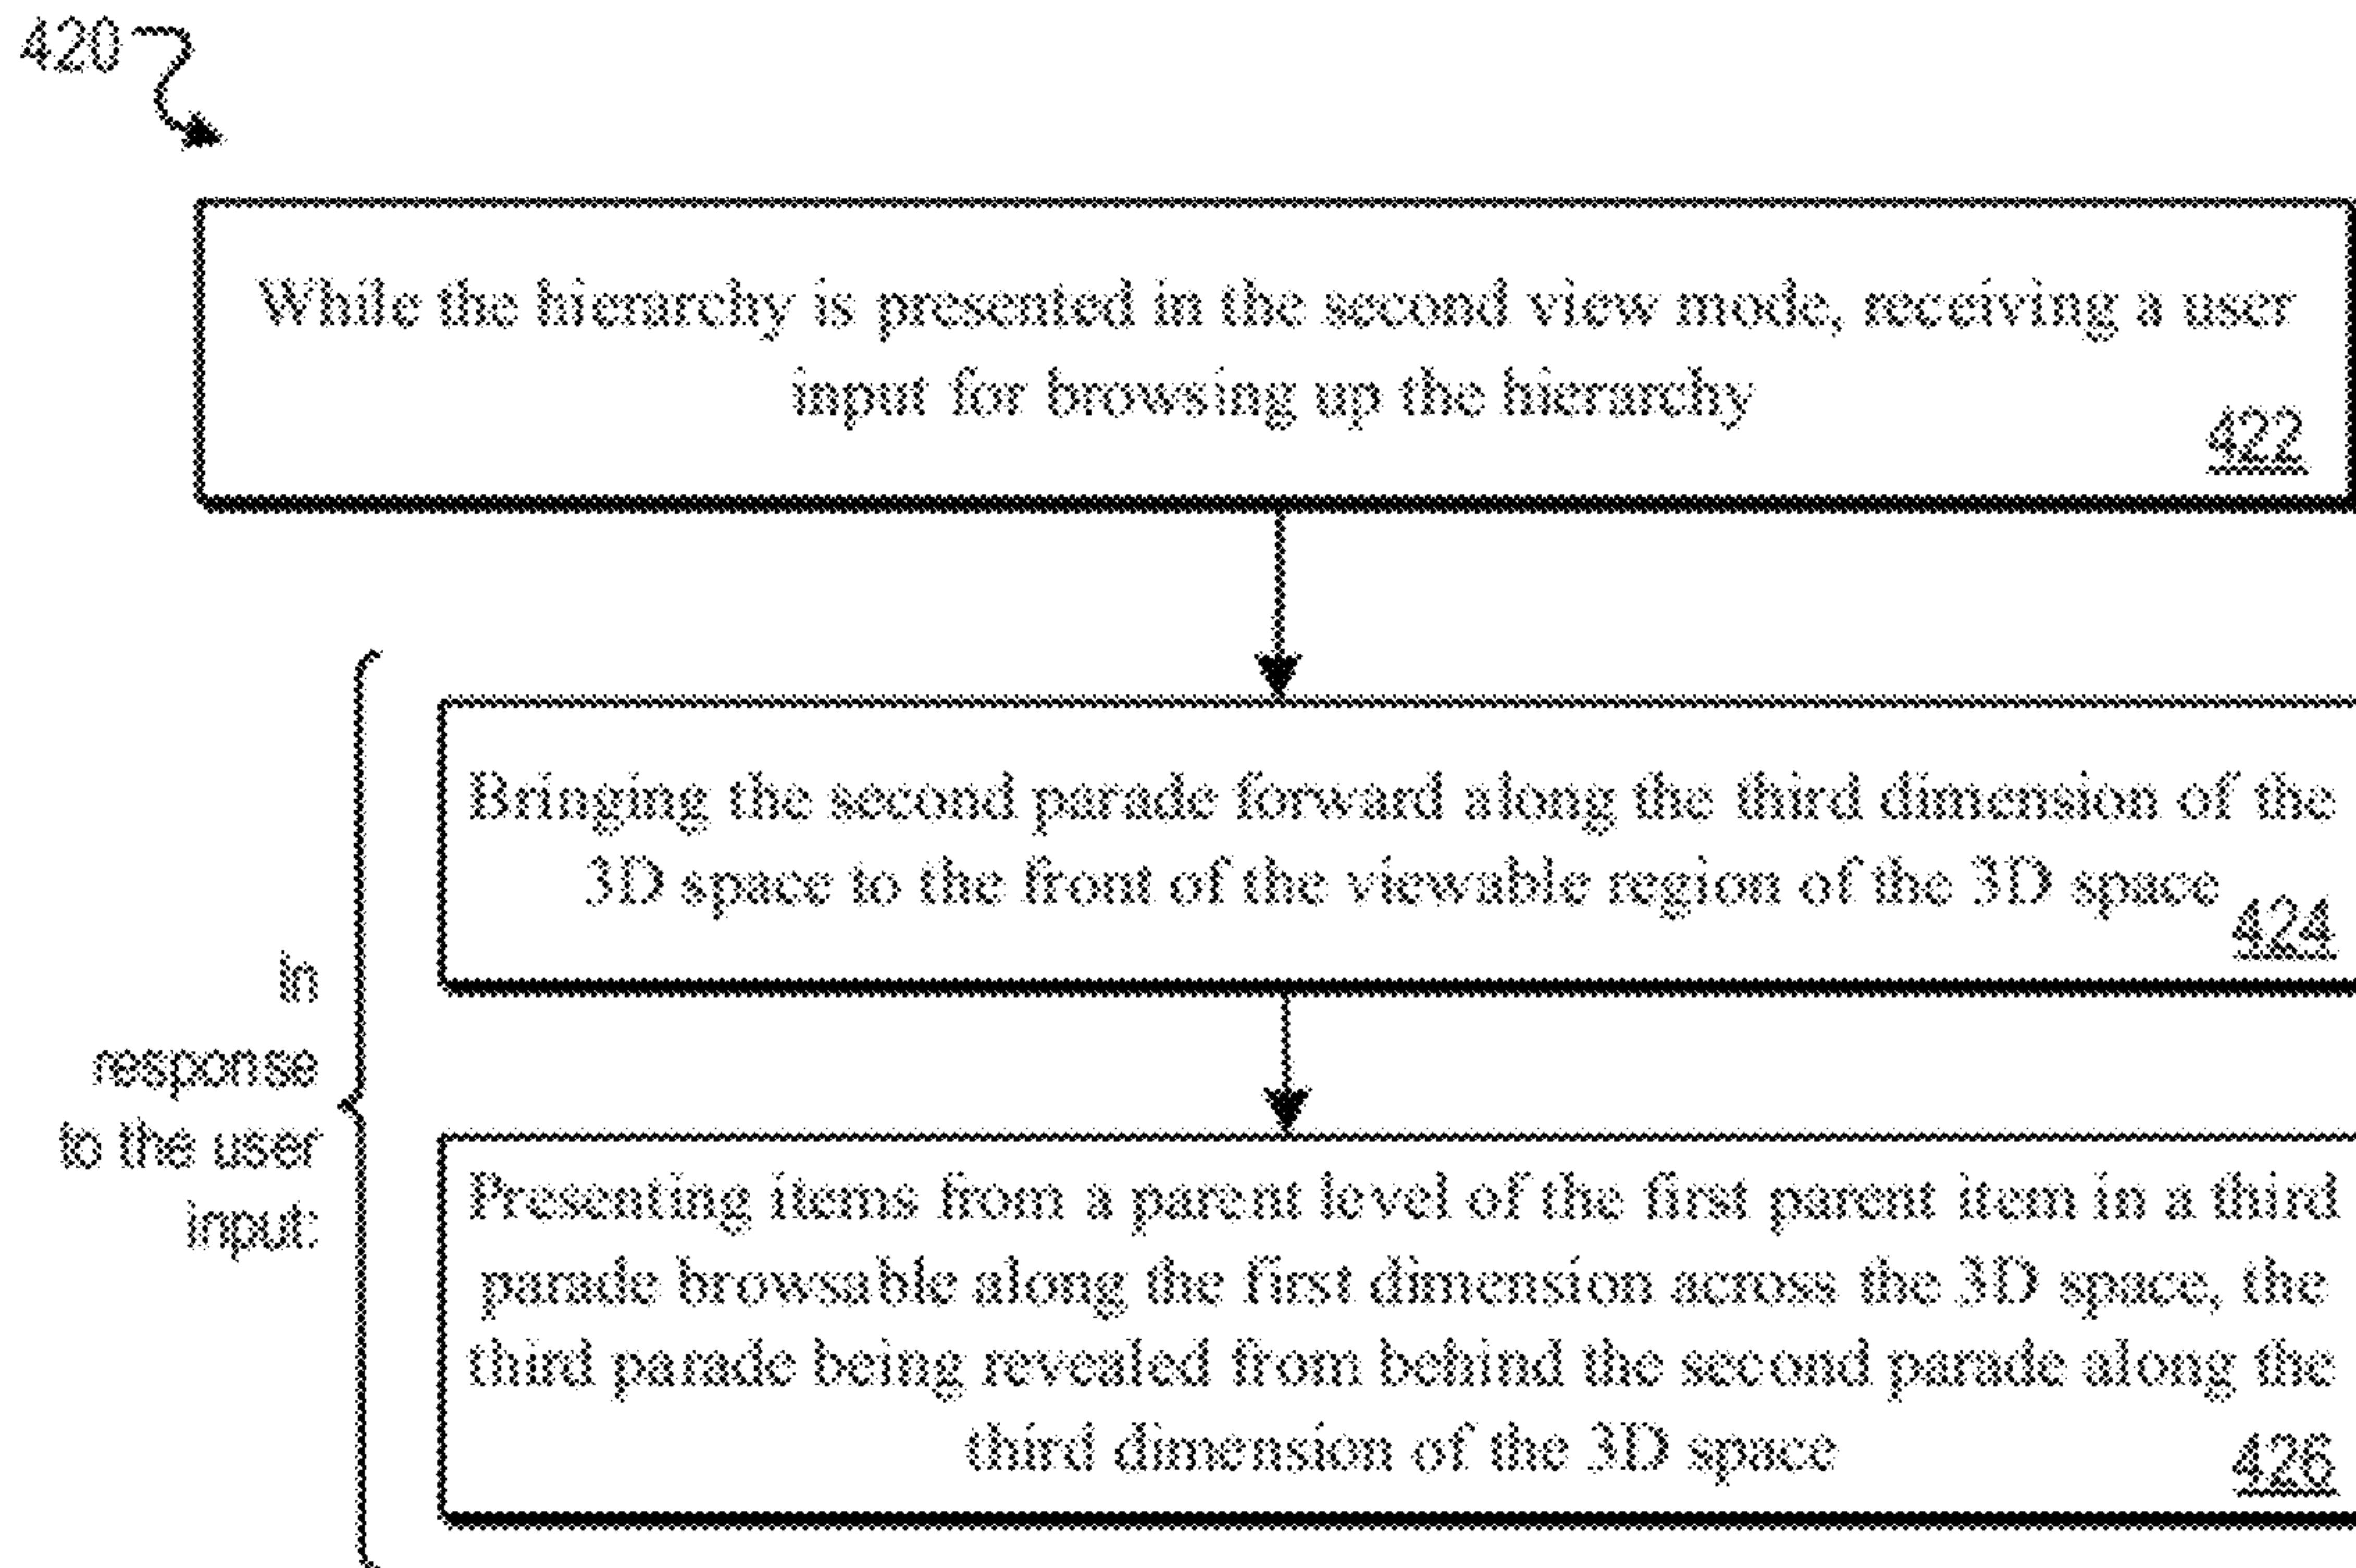 420
While the hierarchy is presented in the second view mode, receiving a user
input for browsing up the hierarchy
422
Bringing the second parade forward along the third dimension of the
3D space to the front of the viewable region of the 3D space
424
in
response
to the user
input:
Presenting items from a parent level of the first parent item in a third
parade browsable along the first dimension across the 3D space, the
third parade being revealed from behind the second parade along the
third dimension of the 3D space
426